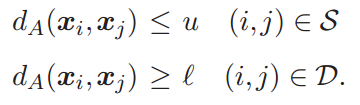 d_A(x_i, x_j) ≤ u (i, j) ∈ 𝒮
d_A(x_i, x_j) ≥ ℓ (i, j) ∈ 𝒟.